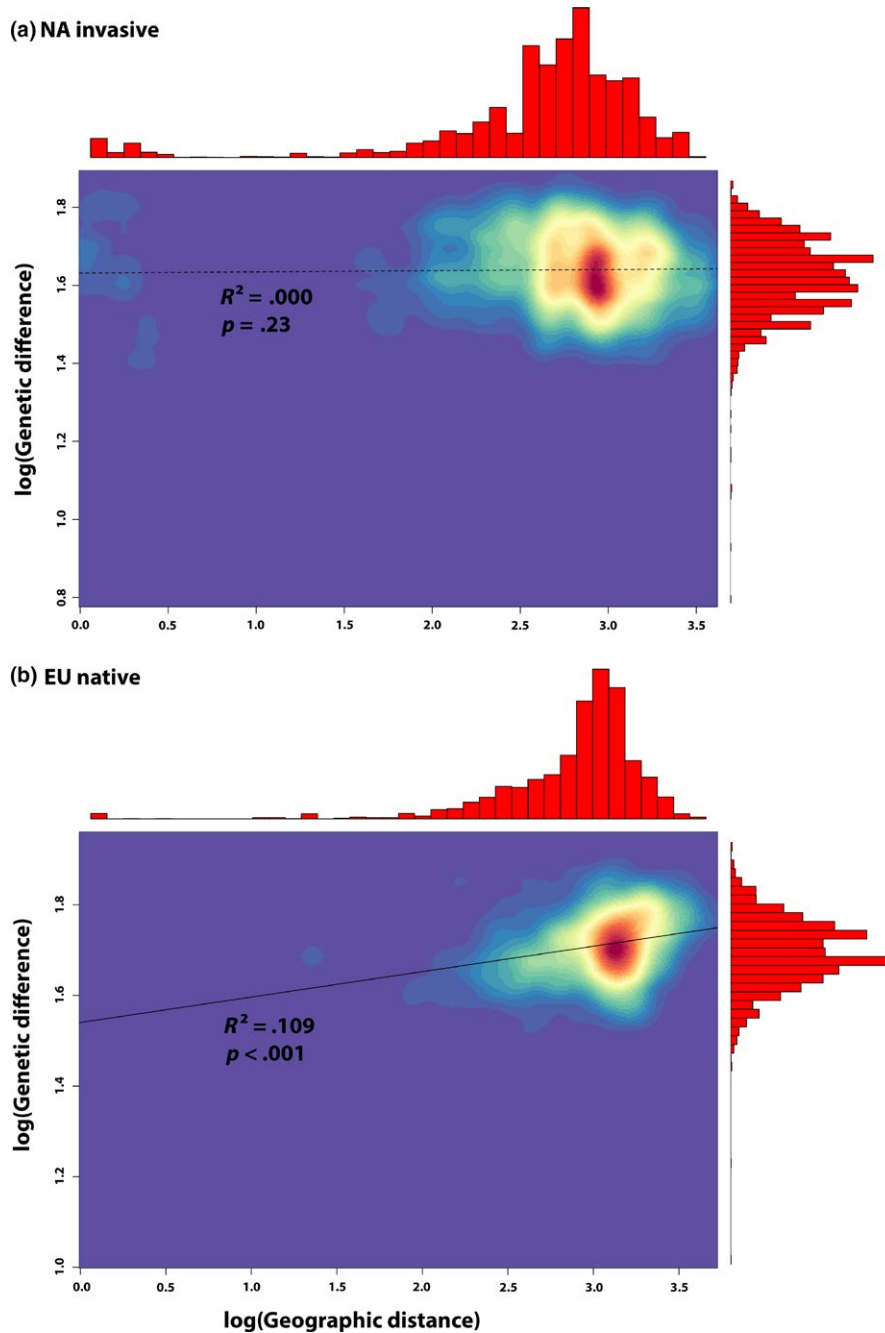 (a) NA invasive
log(Genetic difference)
1.8
1.6
1.4
1.2
1.0
0.8
R² = .000
p = .23
0.0 0.5 1.0 1.5 2.0 2.5 3.0 3.5
(b) EU native
log(Genetic difference)
1.8
1.6
1.4
1.2
1.0
R² = .109
p < .001
0.0 0.5 1.0 1.5 2.0 2.5 3.0 3.5
log(Geographic distance)